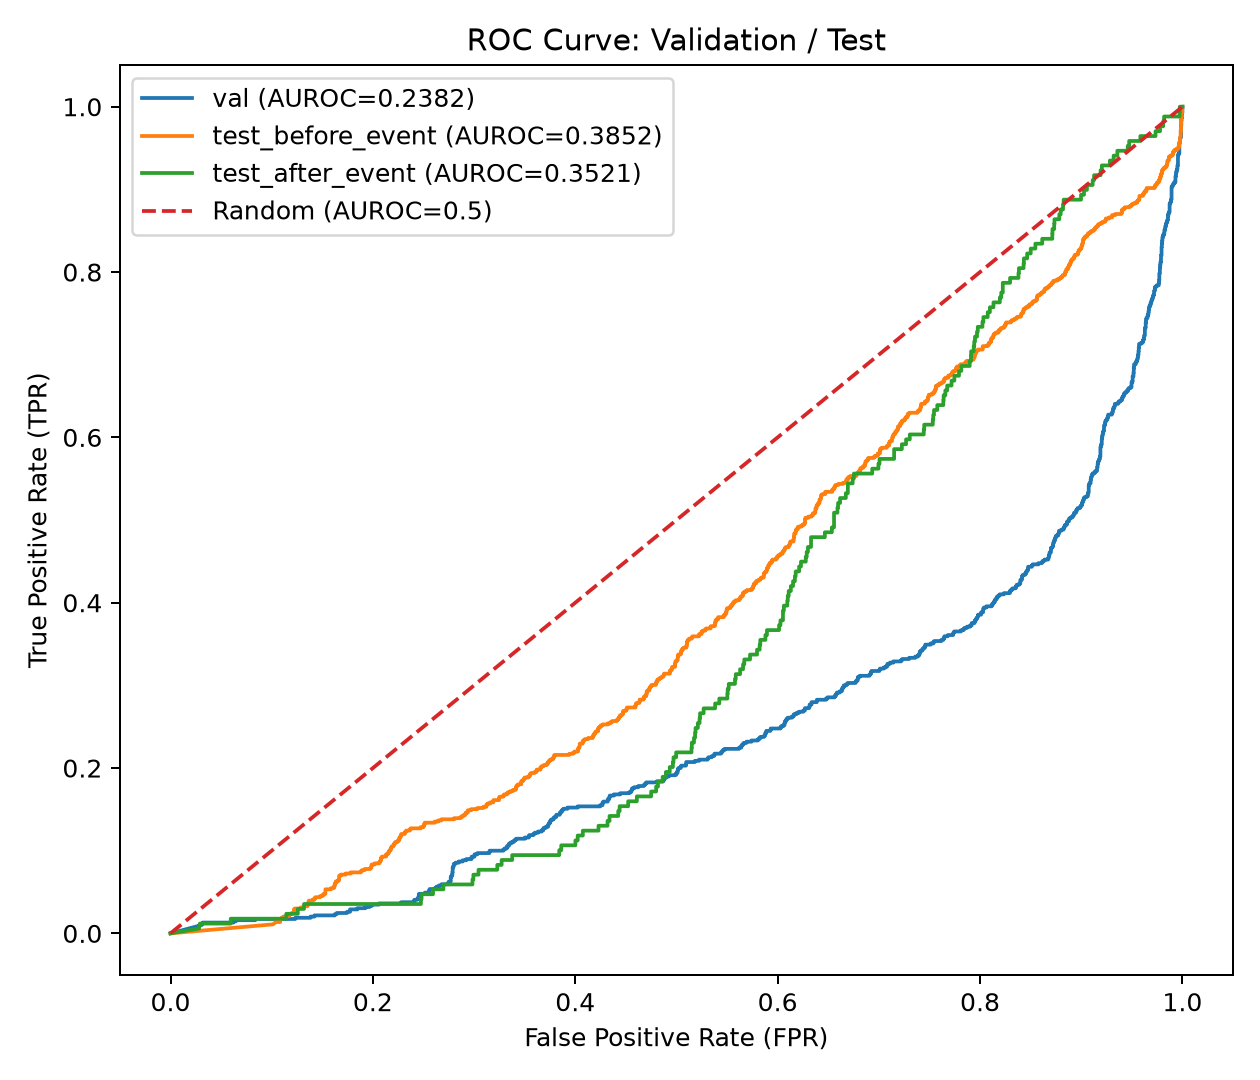 ROC Curve: Validation / Test
val (AUROC=0.2382)
test_before_event (AUROC=0.3852)
test_after_event (AUROC=0.3521)
Random (AUROC=0.5)
True Positive Rate (TPR)
1.0
0.8
0.6
0.4
0.2
0.0
0.0 0.2 0.4 0.6 0.8 1.0
False Positive Rate (FPR)